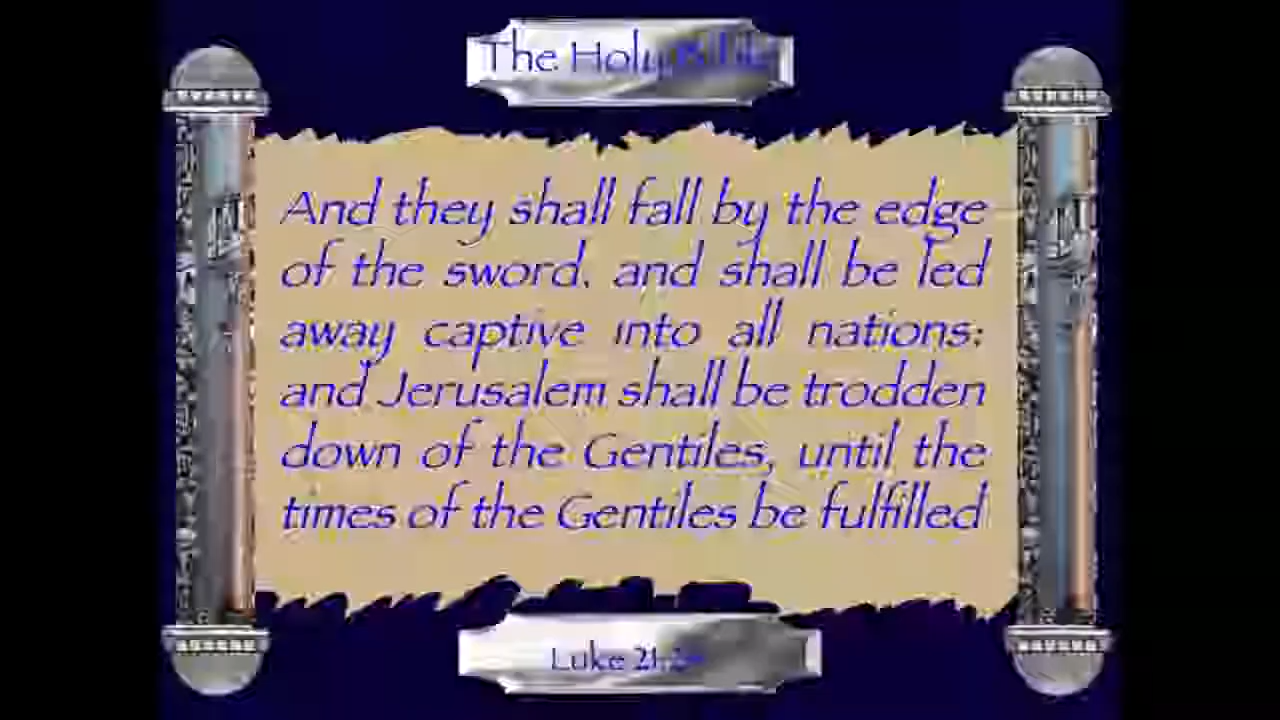 The Holy Bible
And they shall fall by the edge
of the sword, and shall be led
away captive into all nations:
and Jerusalem shall be trodden
down of the Gentiles, until the
times of the Gentiles be fulfilled
Luke 21:24